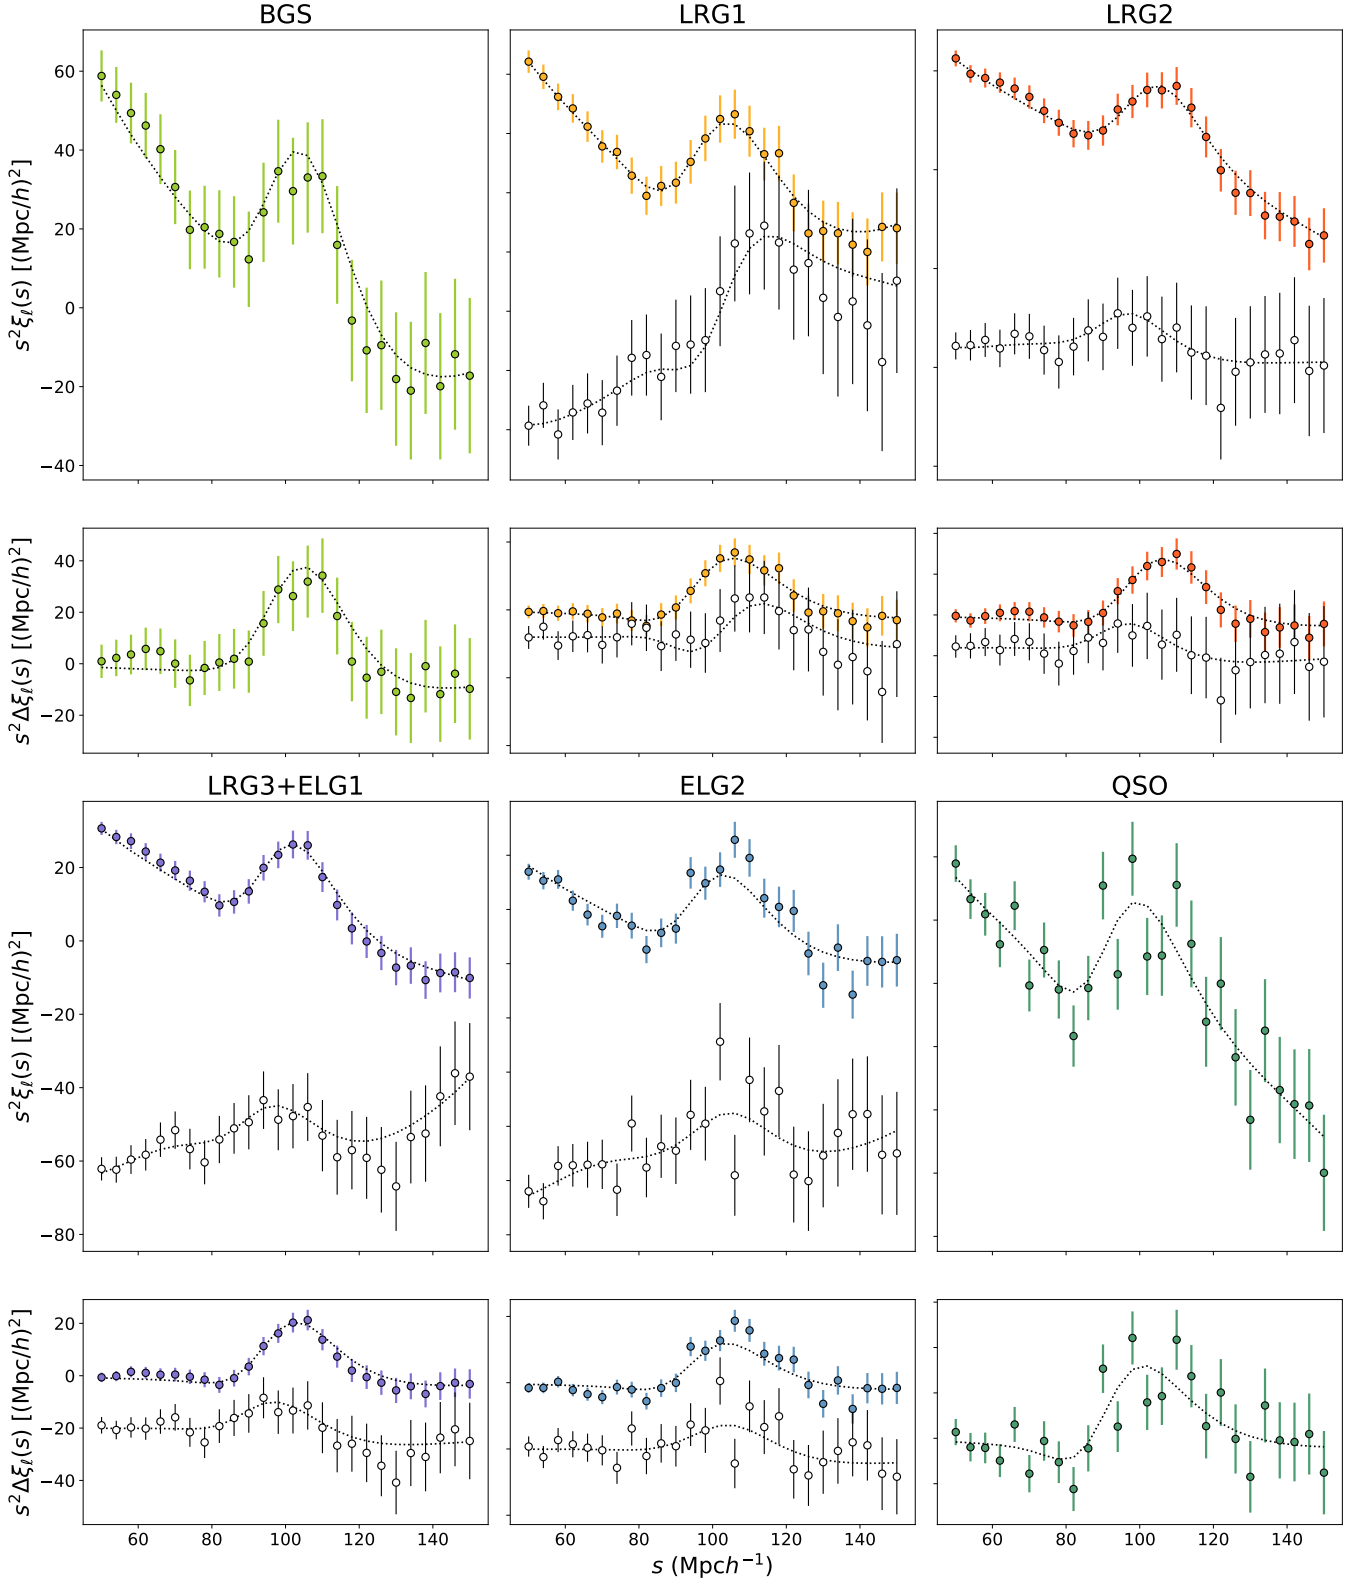 BGS LRG1 LRG2
60
40
20
0
−20
−40
s²ξℓ(s) [(Mpc/h)²]
40
20
0
−20
s²Δξℓ(s) [(Mpc/h)²]
LRG3+ELG1 ELG2 QSO
20
0
−20
−40
−60
−80
s²ξℓ(s) [(Mpc/h)²]
20
0
−20
−40
s²Δξℓ(s) [(Mpc/h)²]
60 80 100 120 140 60 80 100 120 140 60 80 100 120 140
s (Mpch⁻¹)